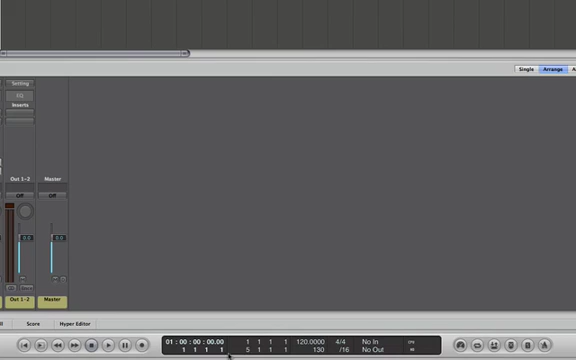 Single Arrange
Setting
EQ
Inserts
Out 1-2 Master
Off Off
0.0 0.0
Out 1-2 Master
Score Hyper Editor
01 : 00 : 00 : 00.00 1 1 1 1 120.0000 4/4 No In
1 1 1 1 5 1 1 1 130 /16 No Out